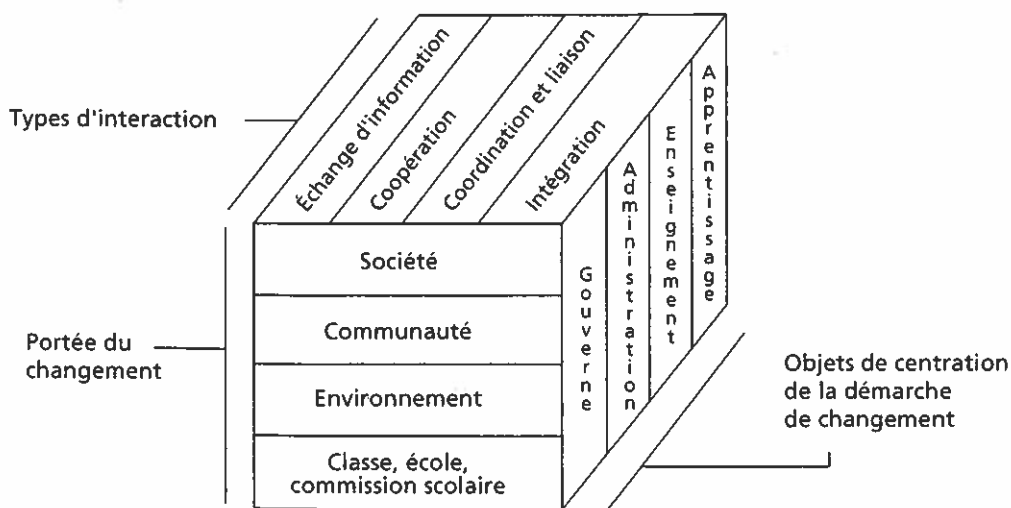 Types d'interaction
Échange d'information
Coopération
Coordination et liaison
Intégration
Portée du
changement
Société
Communauté
Environnement
Classe, école,
commission scolaire
Gouverne
Administration
Enseignement
Apprentissage
Objets de centration
de la démarche
de changement